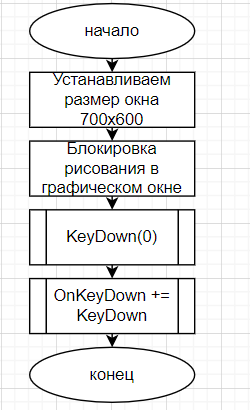 начало
Устанавливаем
размер окна
700x600
Блокировка
рисования в
графическом окне
KeyDown(0)
OnKeyDown +=
KeyDown
конец